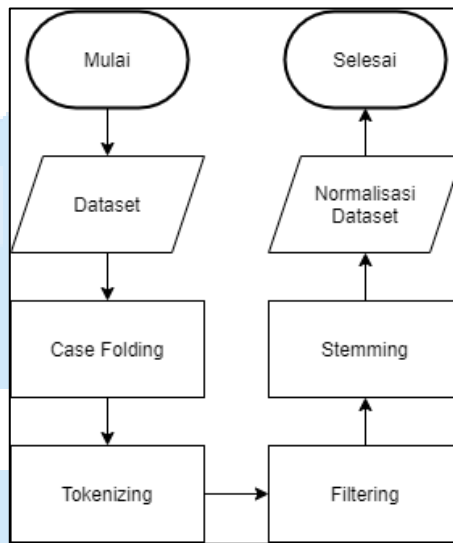 Mulai
Dataset
Case Folding
Tokenizing
Filtering
Stemming
Normalisasi
Dataset
Selesai